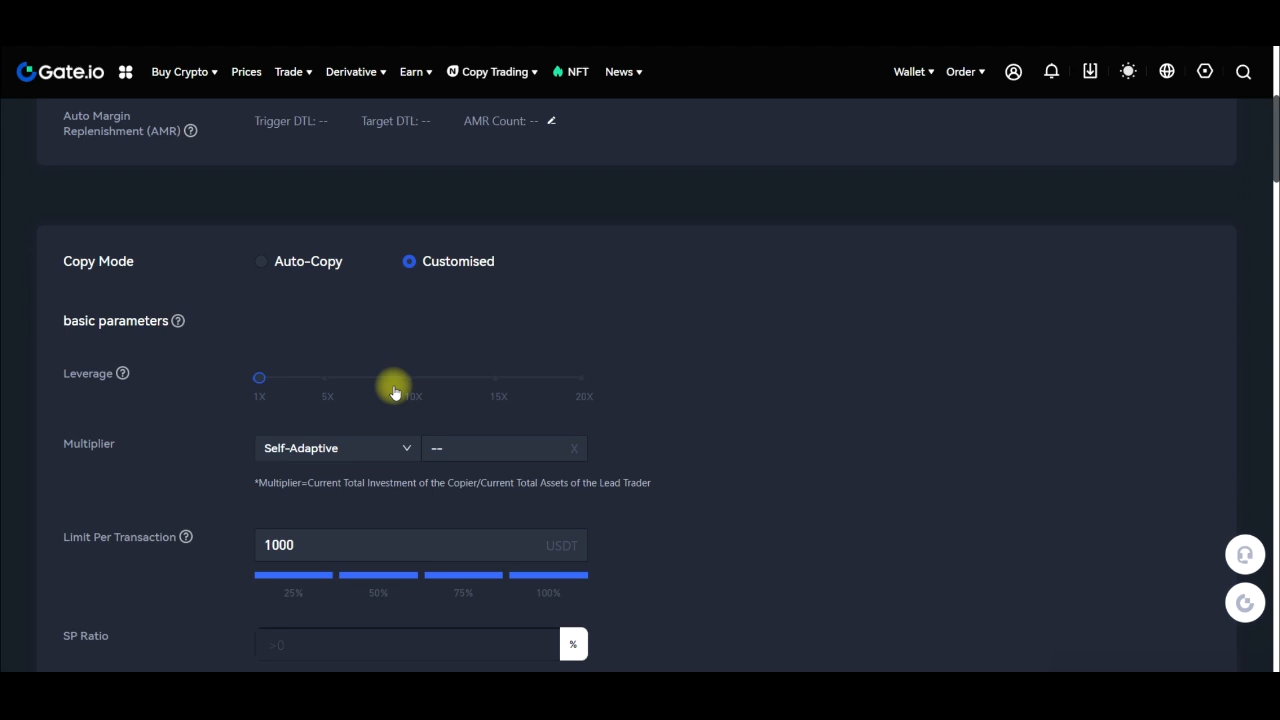 Gate.io Buy Crypto Prices Trade Derivative Earn Copy Trading NFT News Wallet Order
Auto Margin
Replenishment (AMR) Trigger DTL: -- Target DTL: -- AMR Count: --
Copy Mode Auto-Copy Customised
basic parameters
Leverage
1X 5X 10X 15X 20X
Multiplier Self-Adaptive -- X
*Multiplier=Current Total Investment of the Copier/Current Total Assets of the Lead Trader
Limit Per Transaction 1000 USDT
25% 50% 75% 100%
SP Ratio >0 %